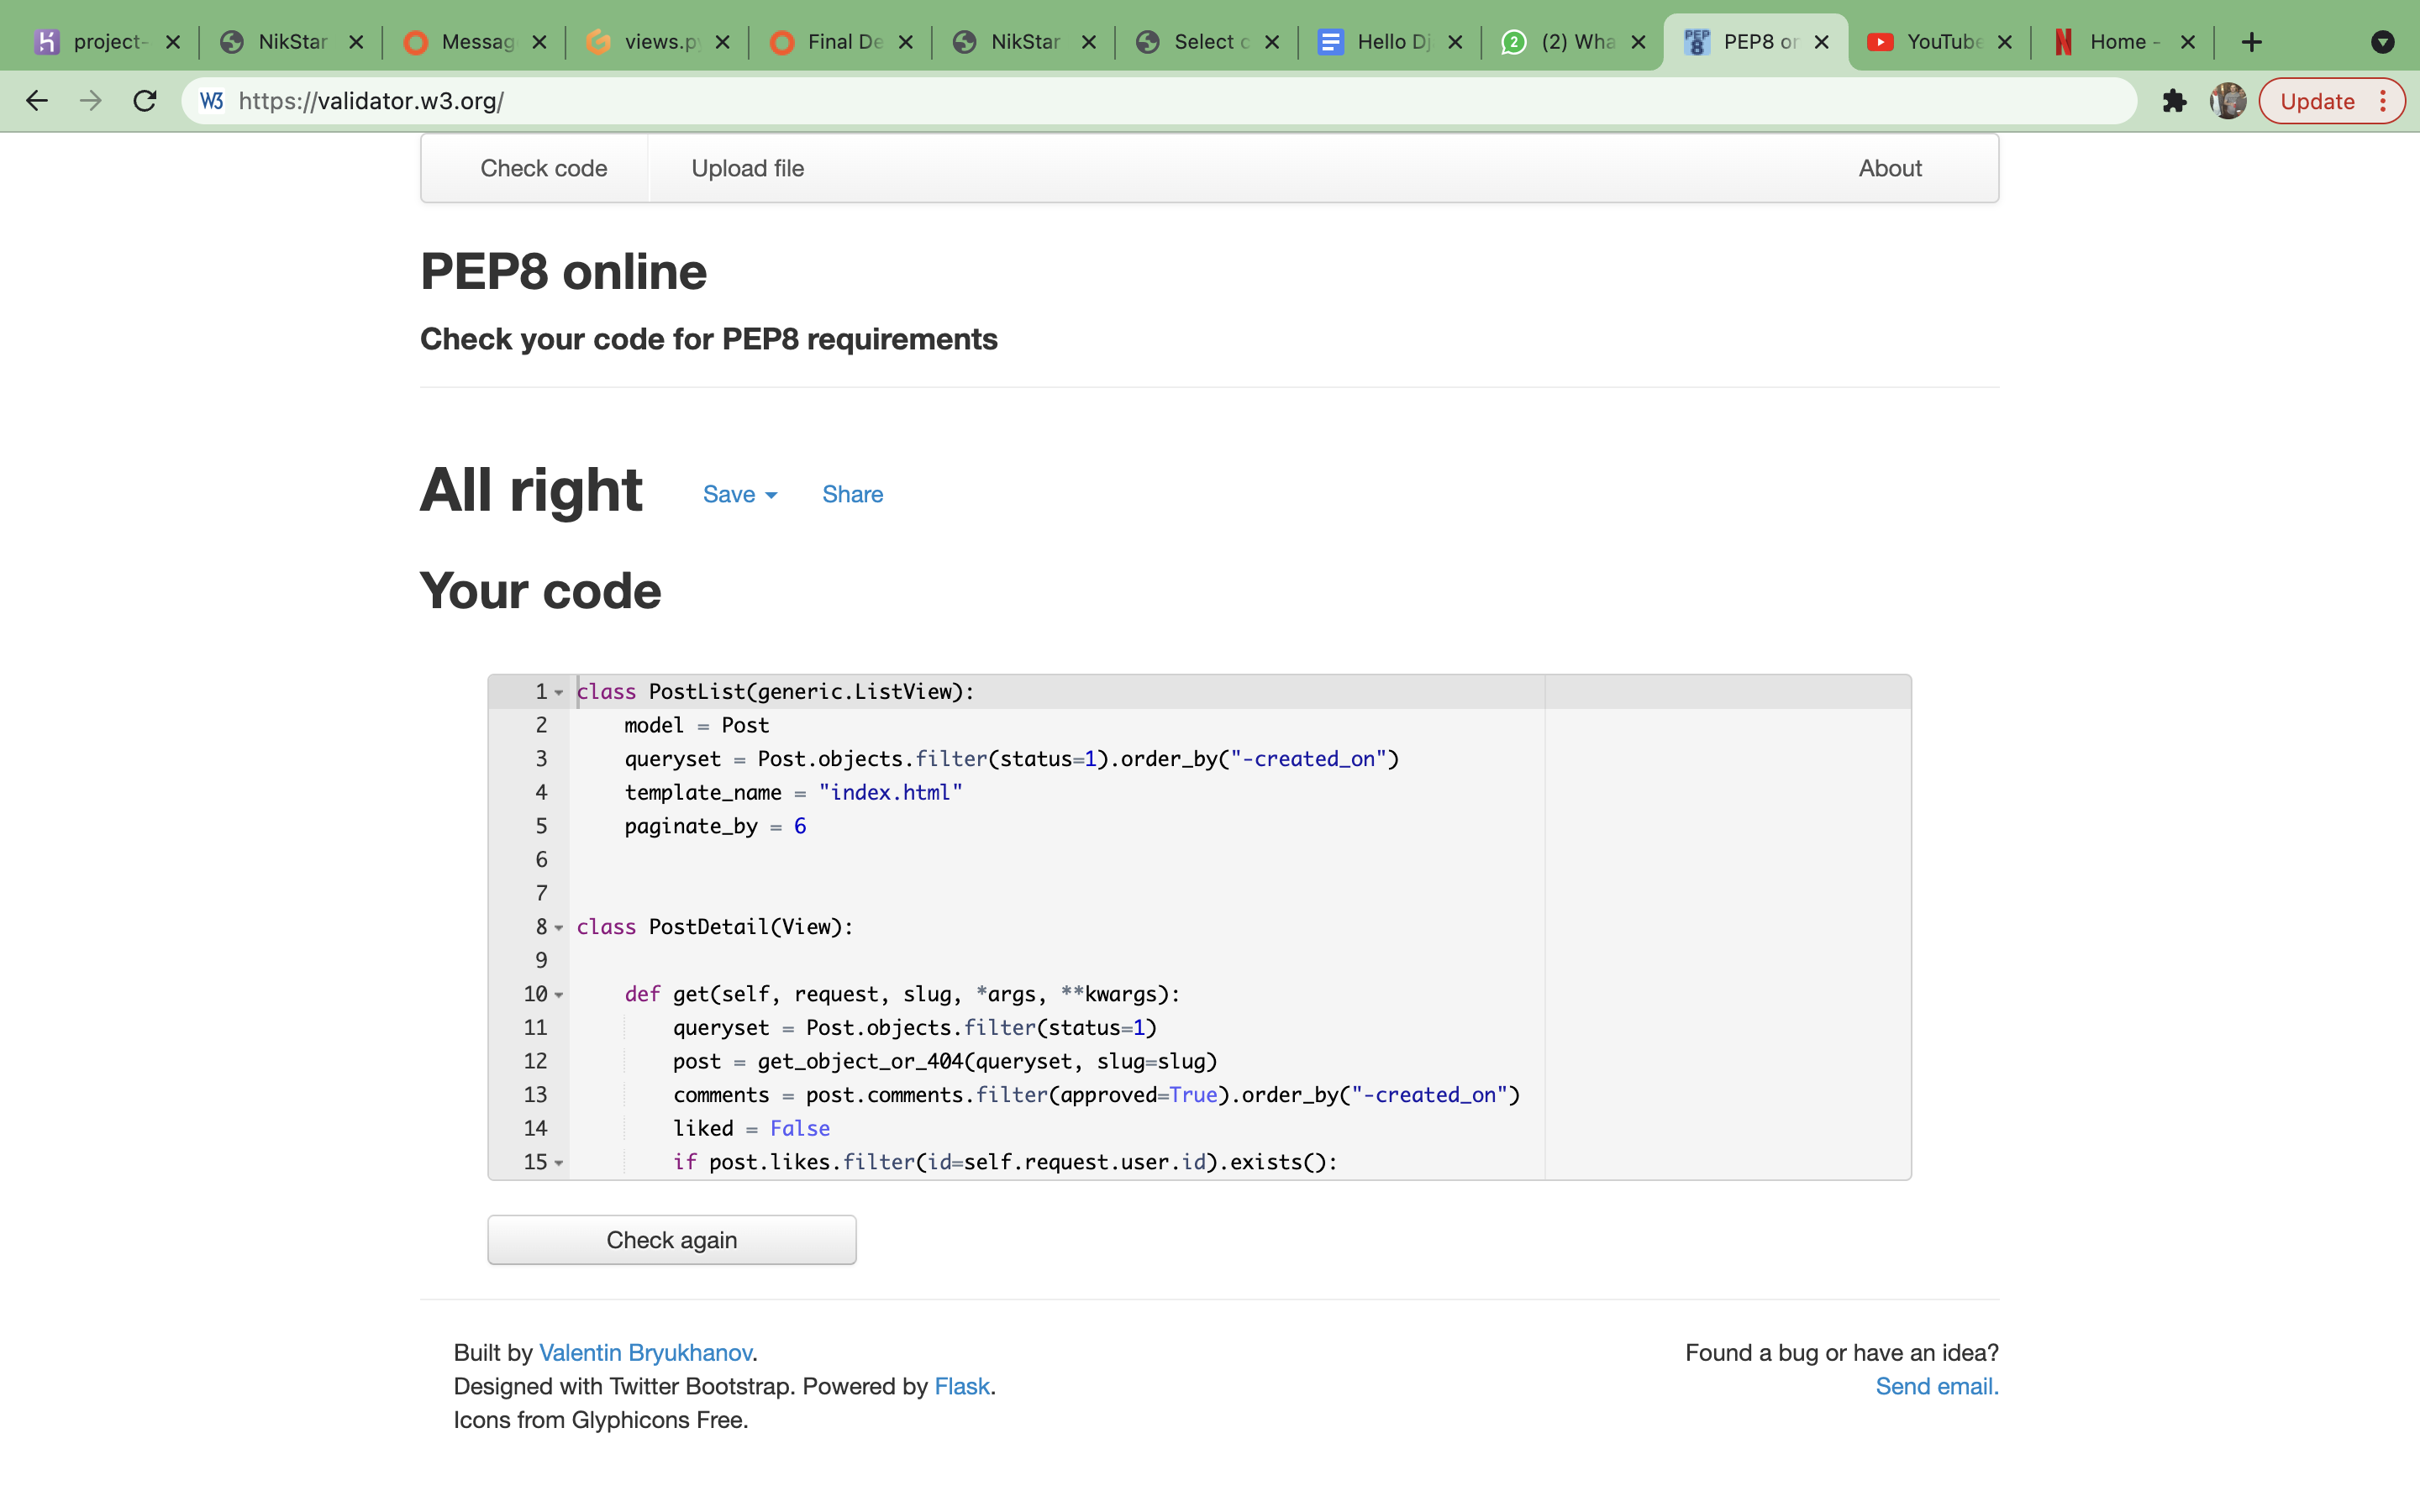 project-
NikStar
Messag
views.py
Final De
NikStar
Select c
Hello Dj
2 (2) Wha
PEP 8 PEP8 or
YouTube
Home -
W3 https://validator.w3.org/
Update
Check code Upload file About
PEP8 online
Check your code for PEP8 requirements
All right Save Share
Your code
1 class PostList(generic.ListView):
2 model = Post
3 queryset = Post.objects.filter(status=1).order_by("-created_on")
4 template_name = "index.html"
5 paginate_by = 6
6
7
8 class PostDetail(View):
9
10 def get(self, request, slug, *args, **kwargs):
11 queryset = Post.objects.filter(status=1)
12 post = get_object_or_404(queryset, slug=slug)
13 comments = post.comments.filter(approved=True).order_by("-created_on")
14 liked = False
15 if post.likes.filter(id=self.request.user.id).exists():
Check again
Built by Valentin Bryukhanov.
Designed with Twitter Bootstrap. Powered by Flask.
Icons from Glyphicons Free.
Found a bug or have an idea?
Send email.